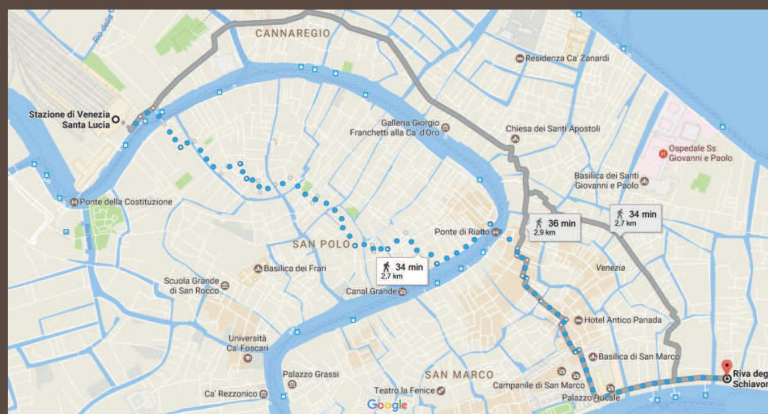 CANNAREGIO
Residenza Ca' Zanardi
Stazione di Venezia
Santa Lucia
Galleria Giorgio
Franchetti alla Ca' d'Oro
Chiesa dei Santi Apostoli
Ospedale Ss
Giovanni e Paolo
Basilica dei Santi
Giovanni e Paolo
Ponte della Costituzione
34 min
2,7 km
36 min
2,9 km
Ponte di Rialto
SAN POLO
Basilica dei Frari
34 min
2,7 km
Venezia
Scuola Grande
di San Rocco
Canal Grande
Hotel Antico Panada
Università
Ca' Foscari
Basilica di San Marco
Palazzo Grassi
SAN MARCO
Campanile di San Marco
Riva deg
Schiavon
Ca' Rezzonico
Teatro la Fenice
Palazzo Ducale
Google